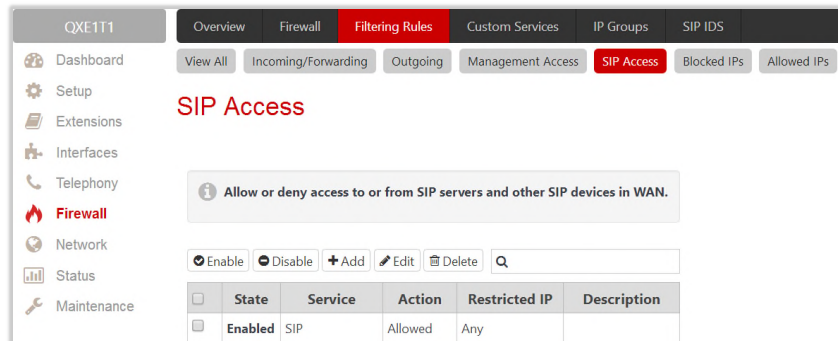 QXE1T1
Overview Firewall Filtering Rules Custom Services IP Groups SIP IDS
Dashboard
View All Incoming/Forwarding Outgoing Management Access SIP Access Blocked IPs Allowed IPs
Setup
SIP Access
Extensions
Interfaces
Telephony
Allow or deny access to or from SIP servers and other SIP devices in WAN.
Firewall
Network
Enable Disable Add Edit Delete
Status
State Service Action Restricted IP Description
Maintenance
Enabled SIP Allowed Any